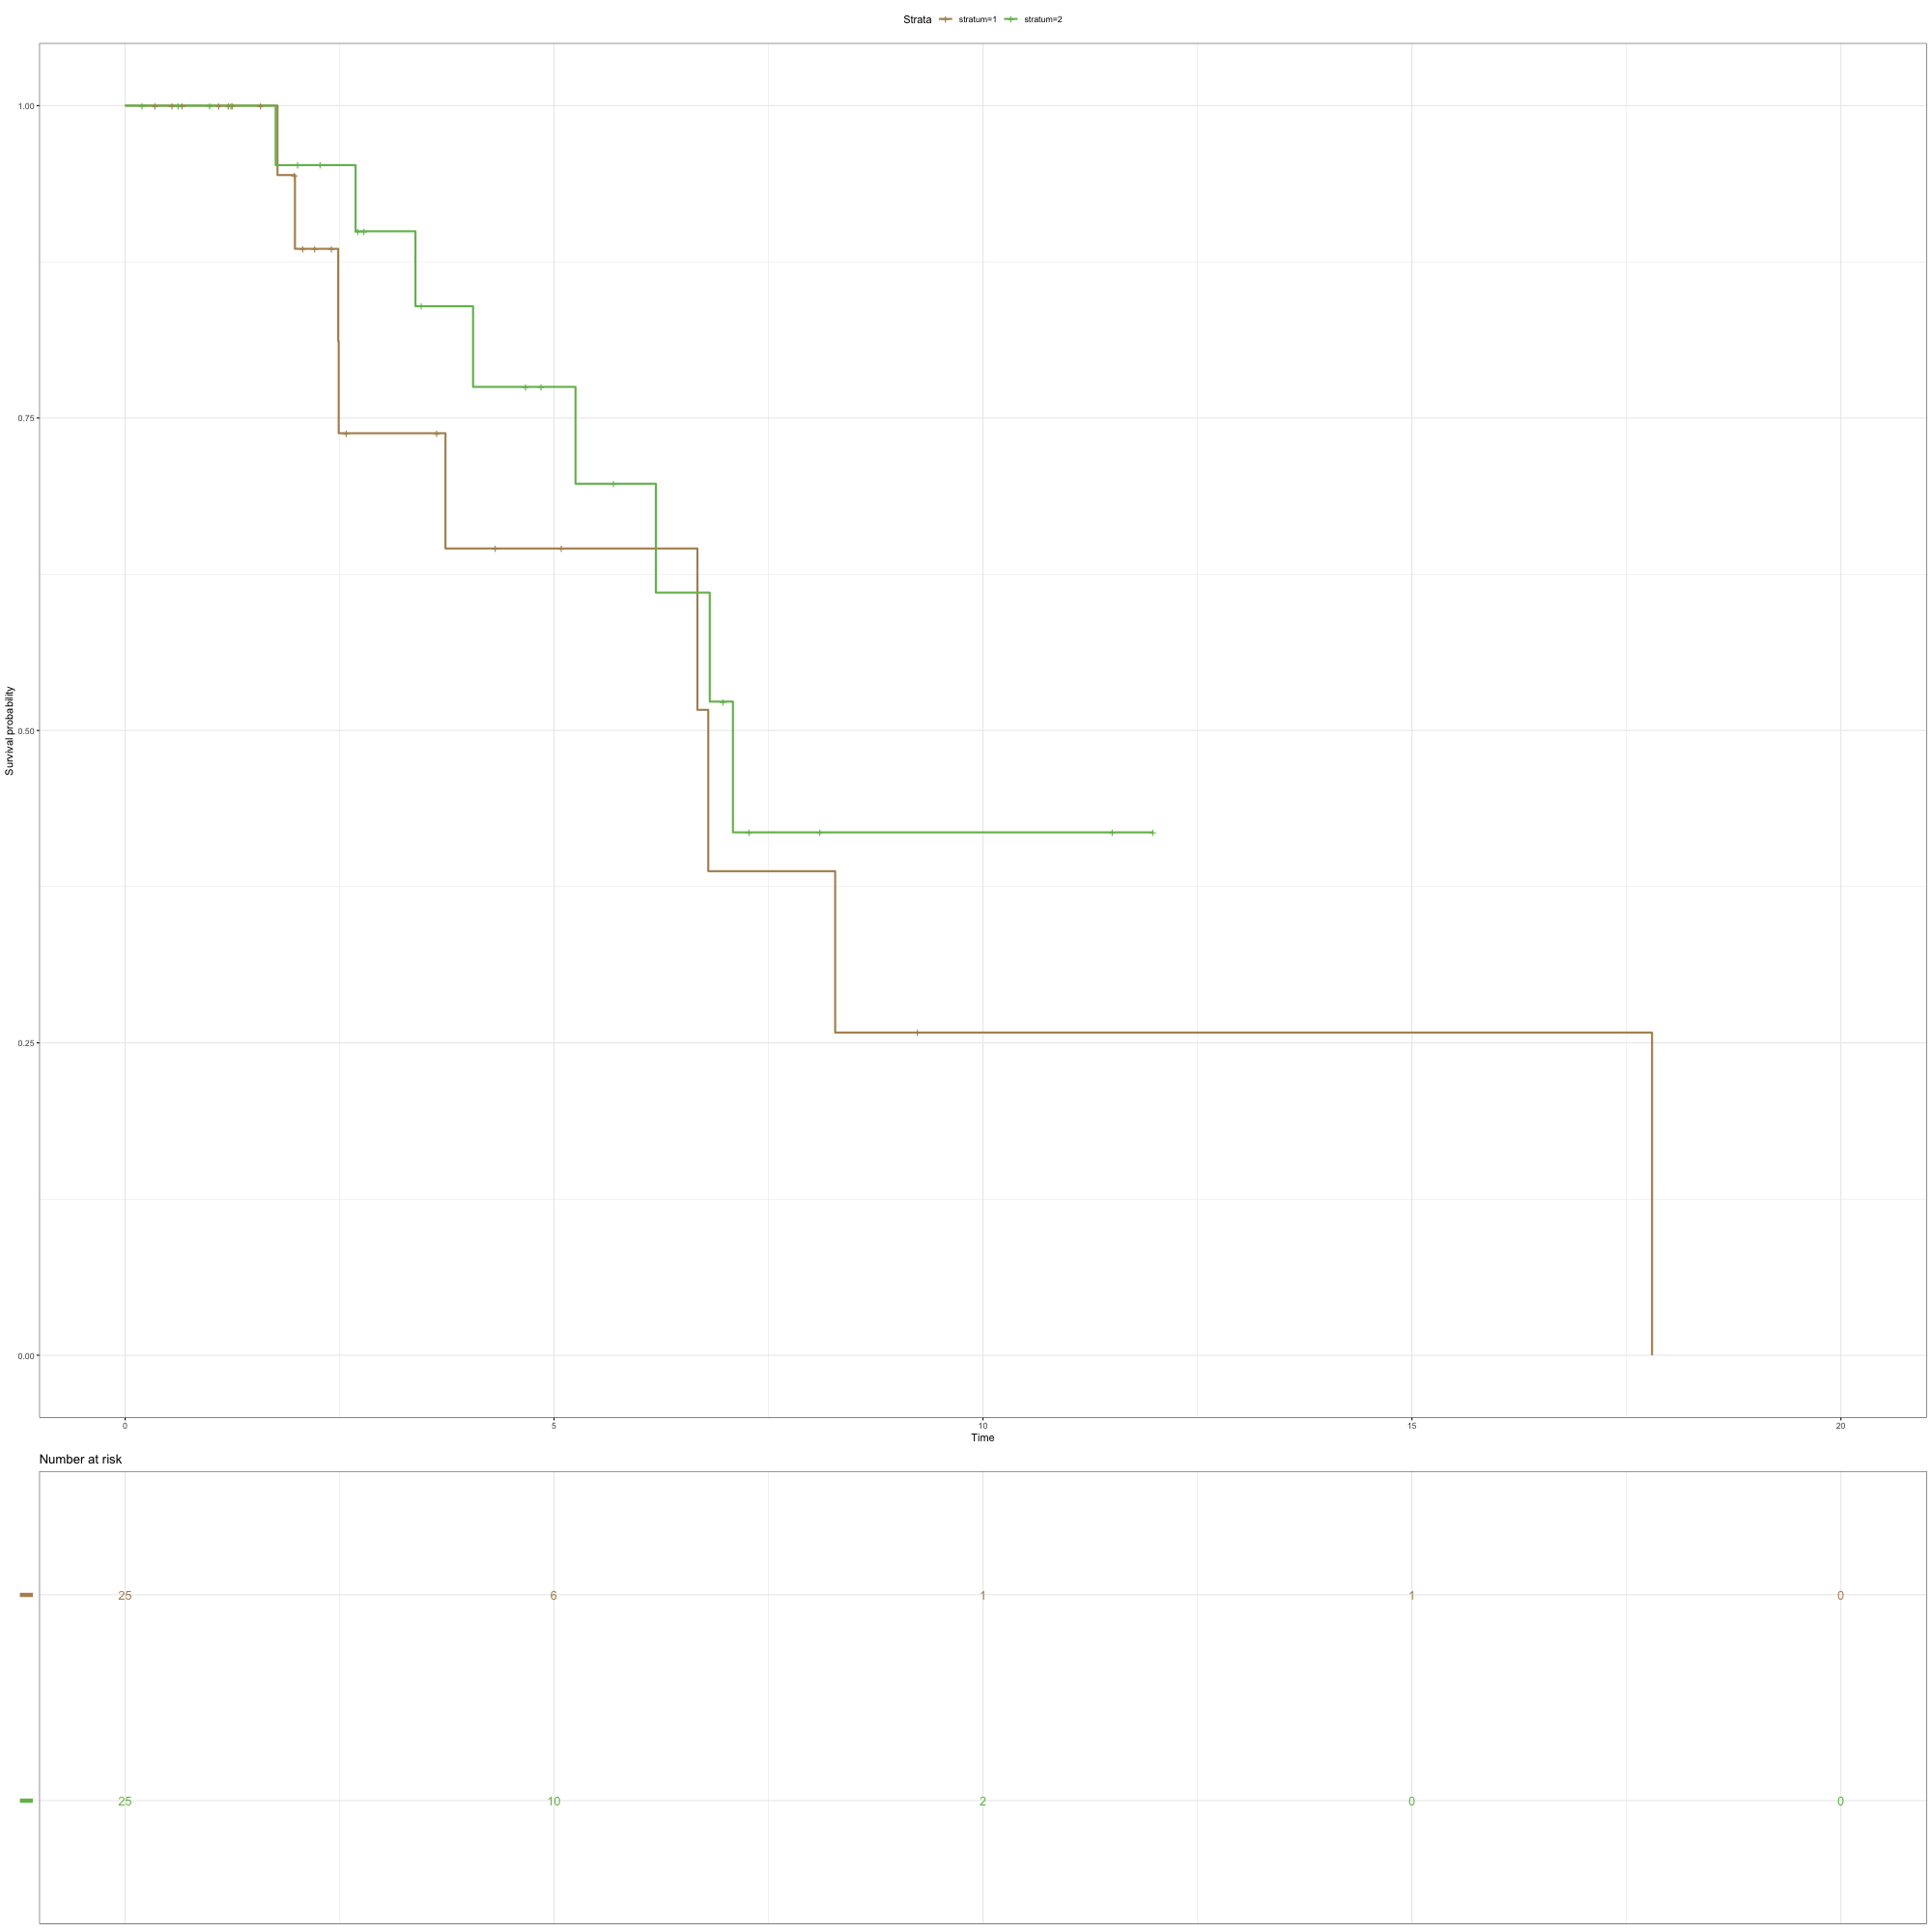 Strata stratum=1 stratum=2
1.00
0.75
0.50
0.25
0.00
Survival probability
0 5 10 15 20
Time
Number at risk
25 6 1 1 0
25 10 2 0 0